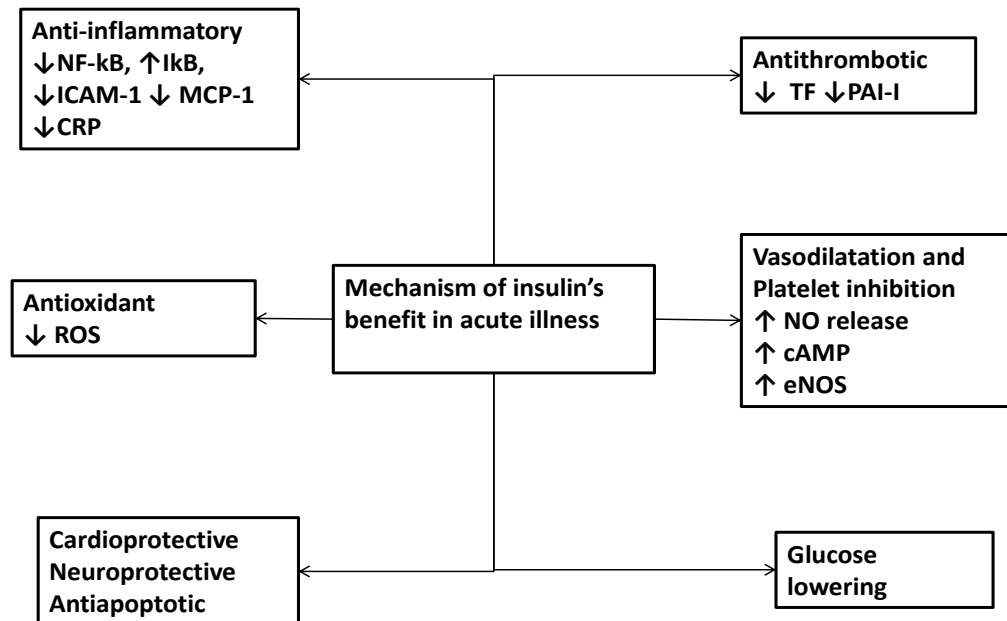 Anti-inflammatory
↓NF-kB, ↑IkB,
↓ICAM-1 ↓ MCP-1
↓CRP
Antithrombotic
↓ TF ↓PAI-I
Mechanism of insulin’s
benefit in acute illness
Antioxidant
↓ ROS
Vasodilatation and
Platelet inhibition
↑ NO release
↑ cAMP
↑ eNOS
Cardioprotective
Neuroprotective
Antiapoptotic
Glucose
lowering